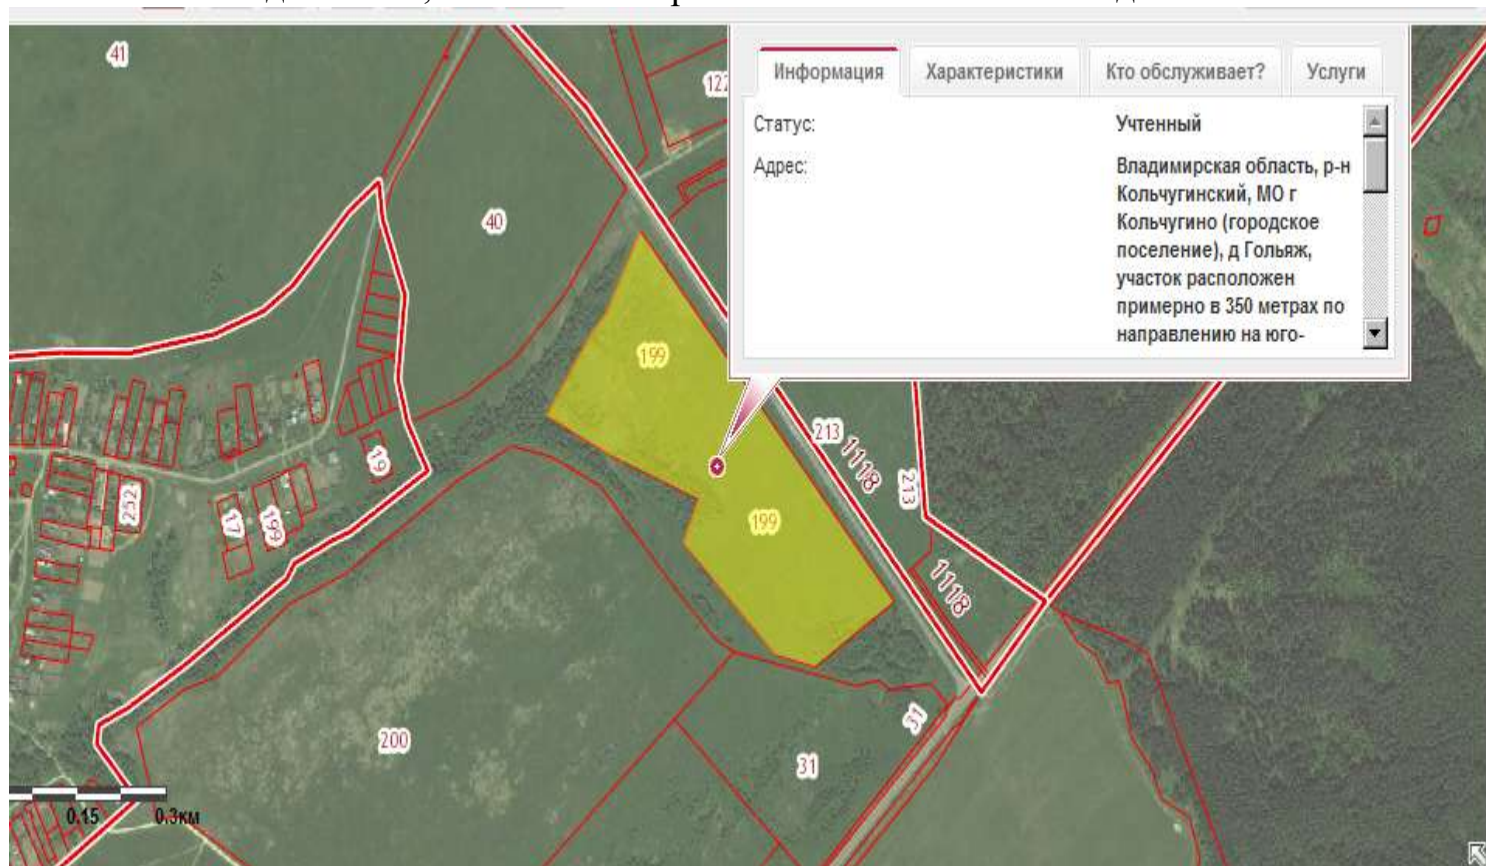 41
122
Информация Характеристики Кто обслуживает? Услуги
Статус: Учтенный
Адрес: Владимирская область, р-н
Кольчугинский, МО г
Кольчугино (городское
поселение), д Гольяж,
участок расположен
примерно в 350 метрах по
направлению на юго-
40
199
213
1118
213
19
252
17
199
199
1118
200
31
31
0.15 0.3км